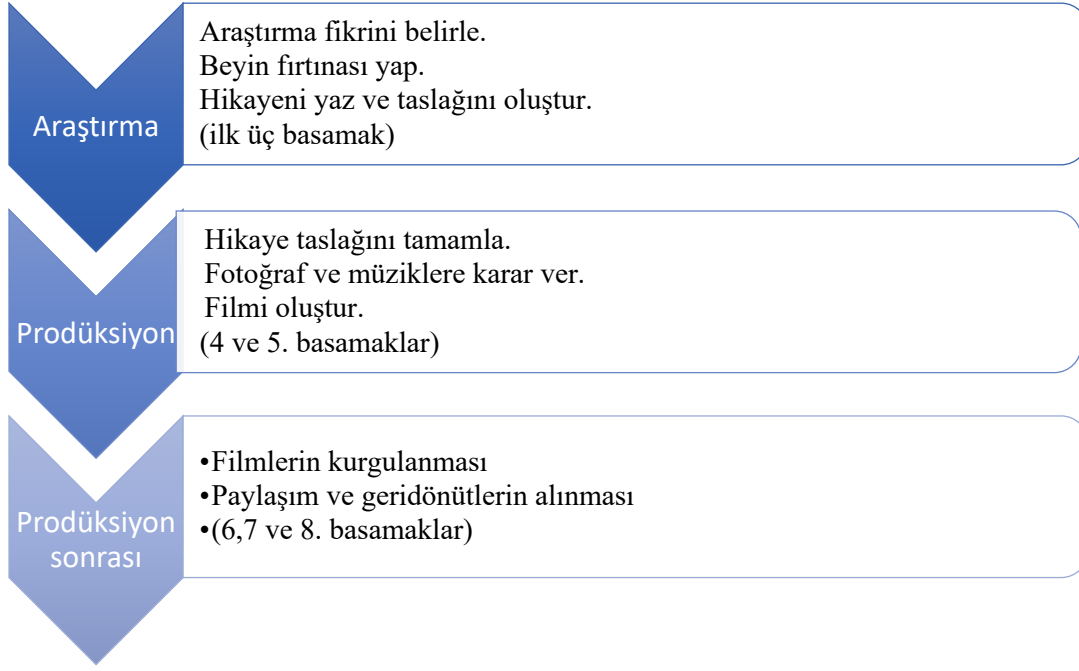 Araştırma
Araştırma fikrini belirle.
Beyin fırtınası yap.
Hikayeni yaz ve taslağını oluştur.
(ilk üç basamak)
Prodüksiyon
Hikaye taslağını tamamla.
Fotoğraf ve müziklere karar ver.
Filmi oluştur.
(4 ve 5. basamaklar)
Prodüksiyon
sonrası
•Filmlerin kurgulanması
•Paylaşım ve geridönütlerin alınması
•(6,7 ve 8. basamaklar)